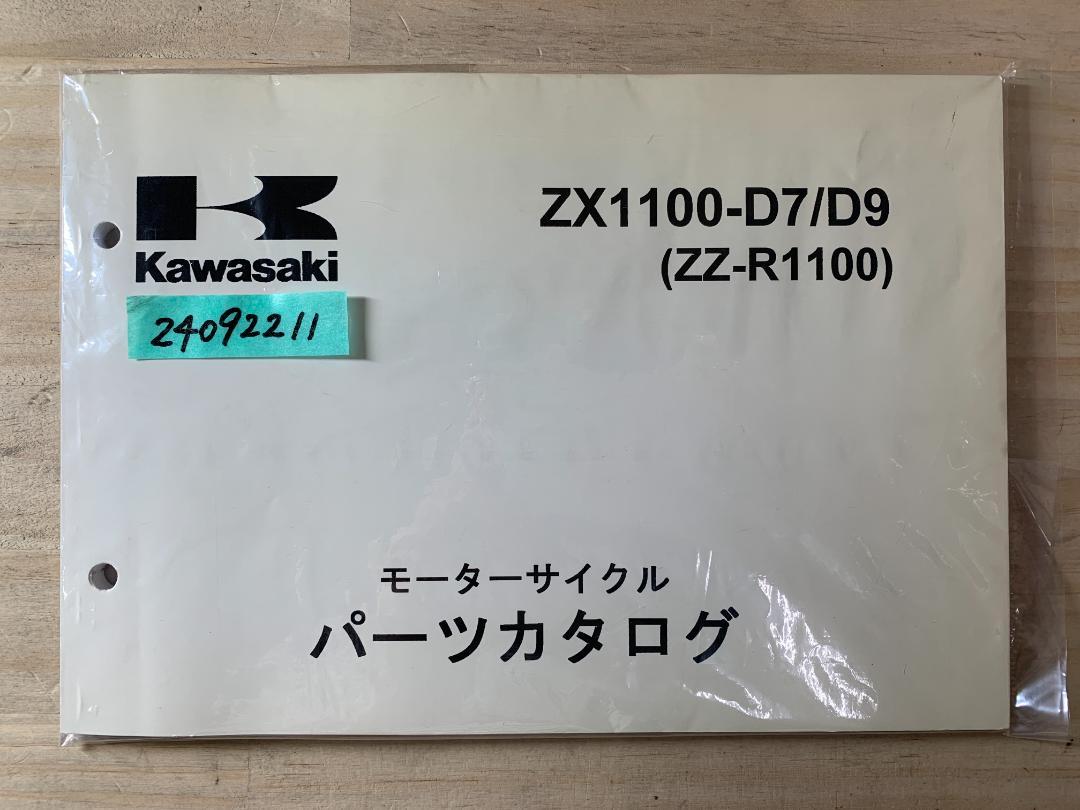 Kawasaki
ZX1100-D7/D9
(ZZ-R1100)
24092211
モーターサイクル
パーツカタログ